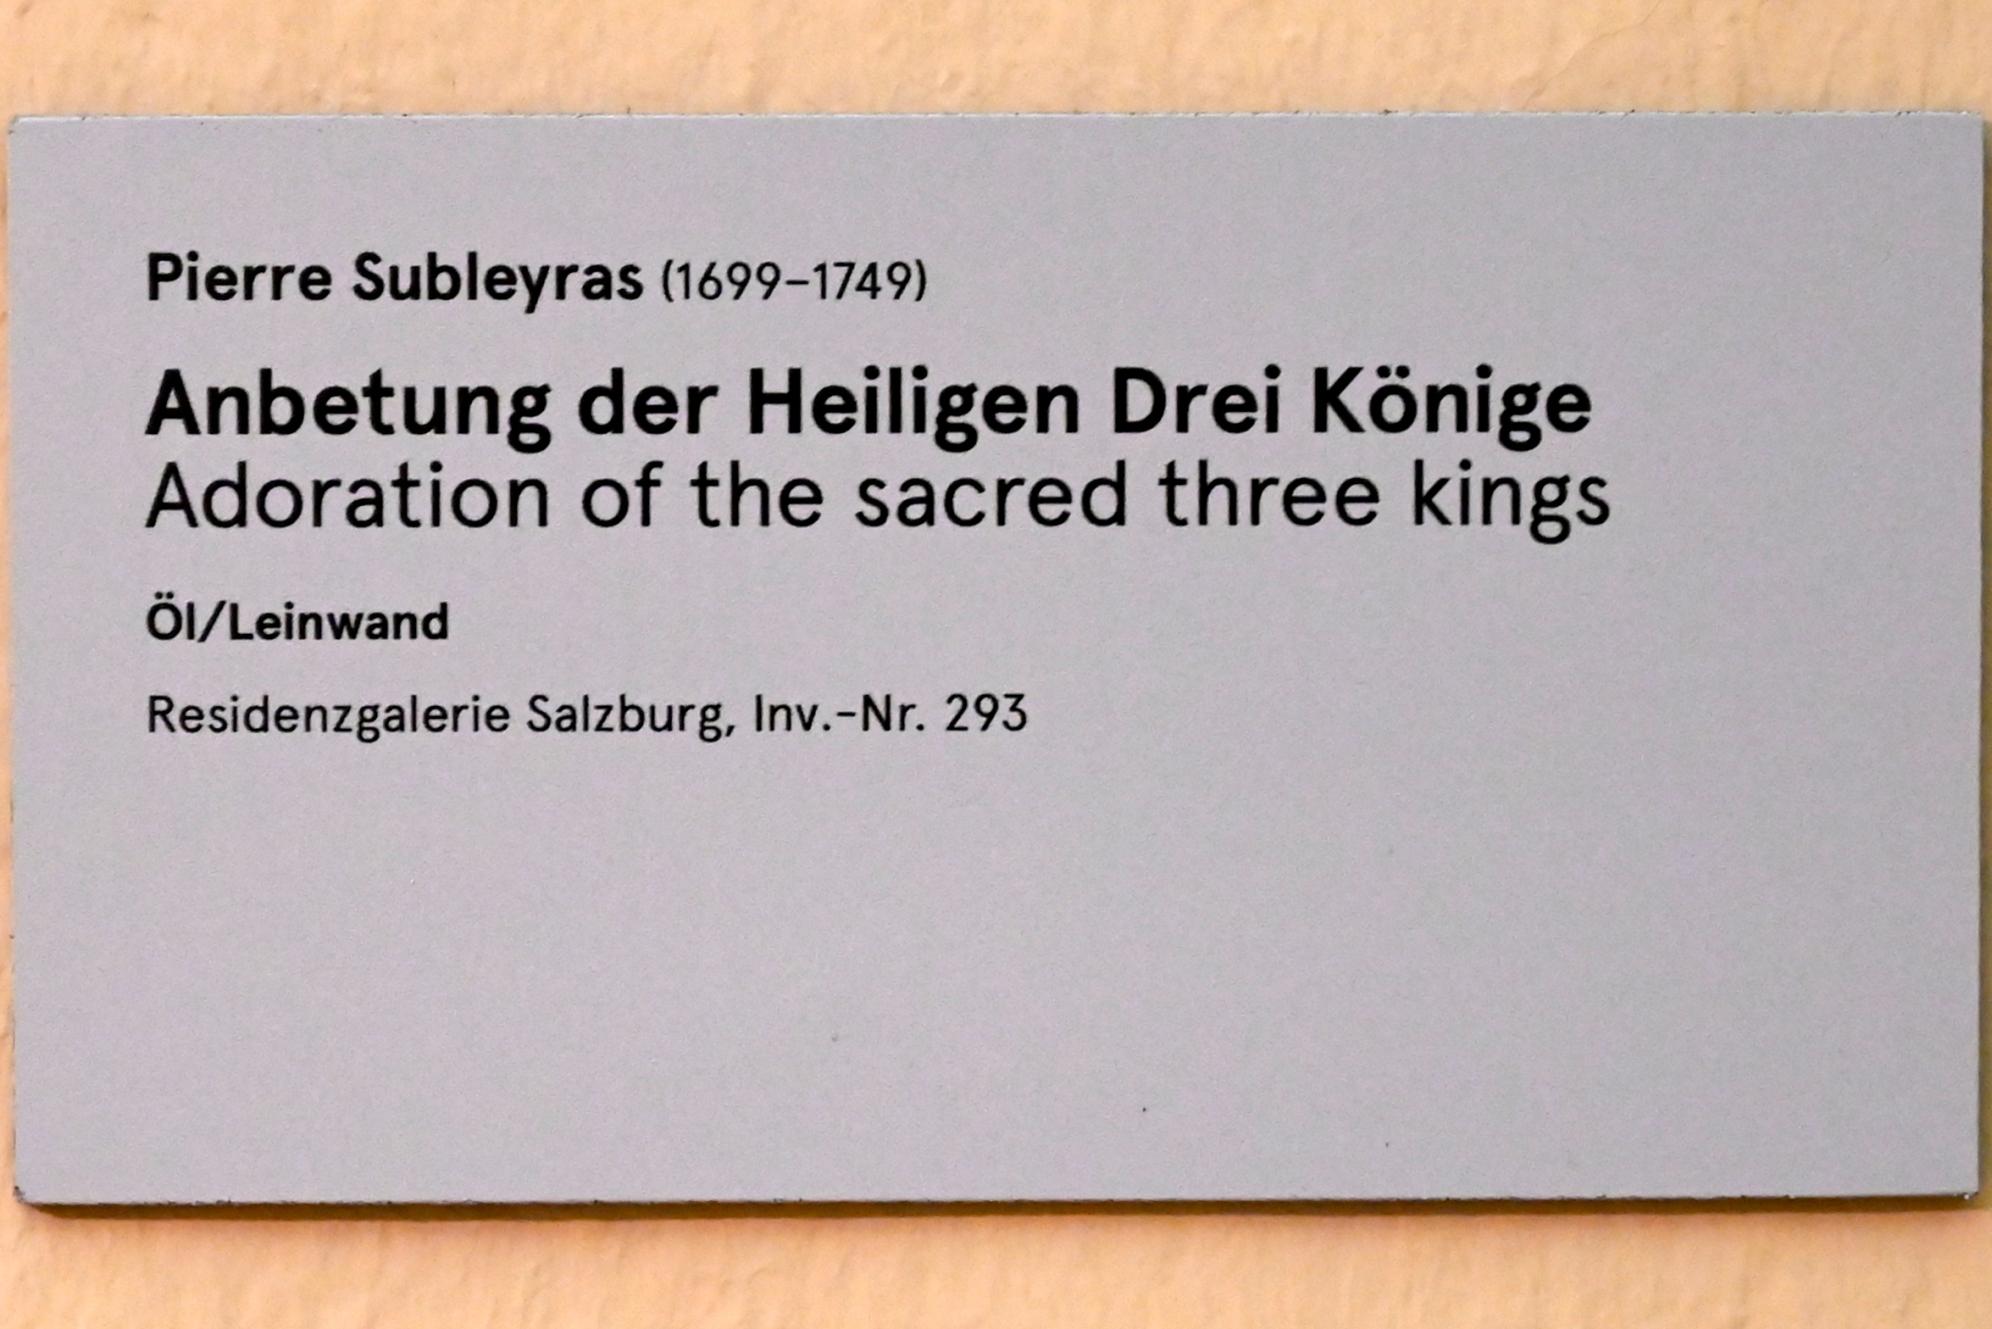 Pierre Subleyras (1699–1749)
Anbetung der Heiligen Drei Könige
Adoration of the sacred three kings
Öl/Leinwand
Residenzgalerie Salzburg, Inv.-Nr. 293